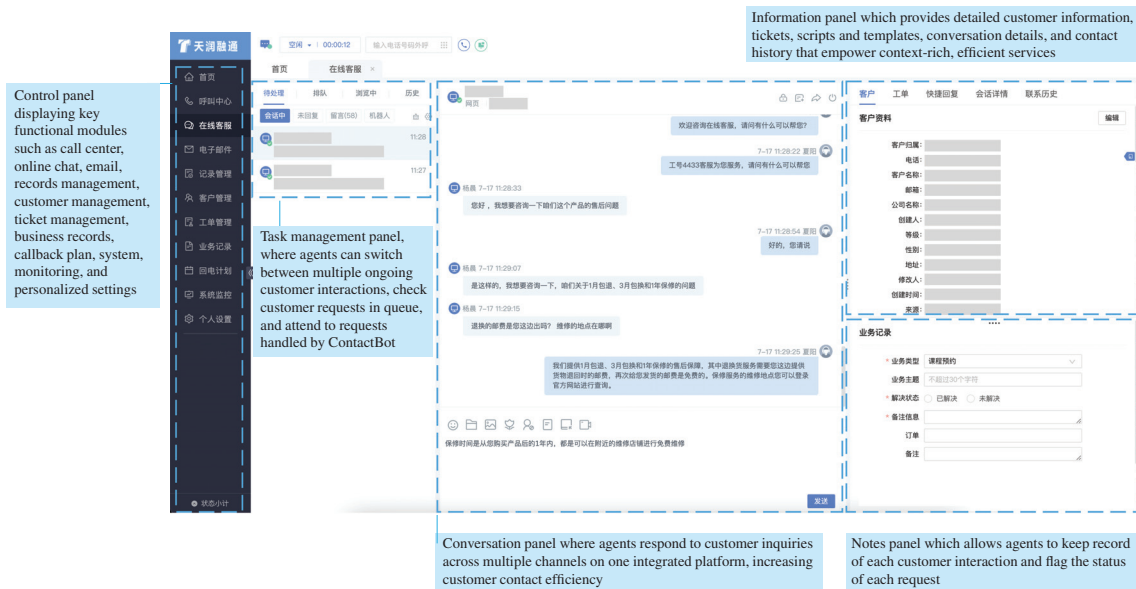 Information panel which provides detailed customer information,
tickets, scripts and templates, conversation details, and contact
history that empower context-rich, efficient services
天润融通
空闲
00:00:12
输入电话号码外呼
首页
在线客服 ×
Control panel
displaying key
functional modules
such as call center,
online chat, email,
records management,
customer management,
ticket management,
business records,
callback plan, system,
monitoring, and
personalized settings
首页
呼叫中心
在线客服
电子邮件
记录管理
客户管理
工单管理
业务记录
回电计划
系统监控
个人设置
状态小计
待处理 排队 浏览中 历史
会话中 未回复 留言(58) 机器人
11:28
11:27
Task management panel,
where agents can switch
between multiple ongoing
customer interactions, check
customer requests in queue,
and attend to requests
handled by ContactBot
网页
欢迎咨询在线客服，请问有什么可以帮您?
7-17 11:28:22 夏阳
工号4433客服为您服务，请问有什么可以帮您
杨晨 7-17 11:28:33
您好，我想要咨询一下咱们这个产品的售后问题
7-17 11:28:54 夏阳
好的，您请说
杨晨 7-17 11:29:07
是这样的，我想要咨询一下，咱们关于1月包退、3月包换和1年保修的问题
杨晨 7-17 11:29:15
退换的邮费是您这边出吗? 维修的地点在哪啊
7-17 11:29:25 夏阳
我们提供1月包退、3月包换和1年保修的售后保障，其中退换货服务需要您这边提供
货物退回时的邮费，再次给您发货的邮费是免费的。保修服务的维修地点您可以登录
官方网站进行查询。
保修时间是从您购买产品后的1年内，都是可以在附近的维修店铺进行免费维修
发送
客户 工单 快捷回复 会话详情 联系历史
客户资料
编辑
客户归属:
电话:
客户名称:
邮箱:
公司名称:
创建人:
等级:
性别:
地址:
修改人:
创建时间:
来源:
业务记录
* 业务类型 课程预约
业务主题 不超过30个字符
* 解决状态 已解决 未解决
* 备注信息
订单
备注
Conversation panel where agents respond to customer inquiries
across multiple channels on one integrated platform, increasing
customer contact efficiency
Notes panel which allows agents to keep record
of each customer interaction and flag the status
of each request